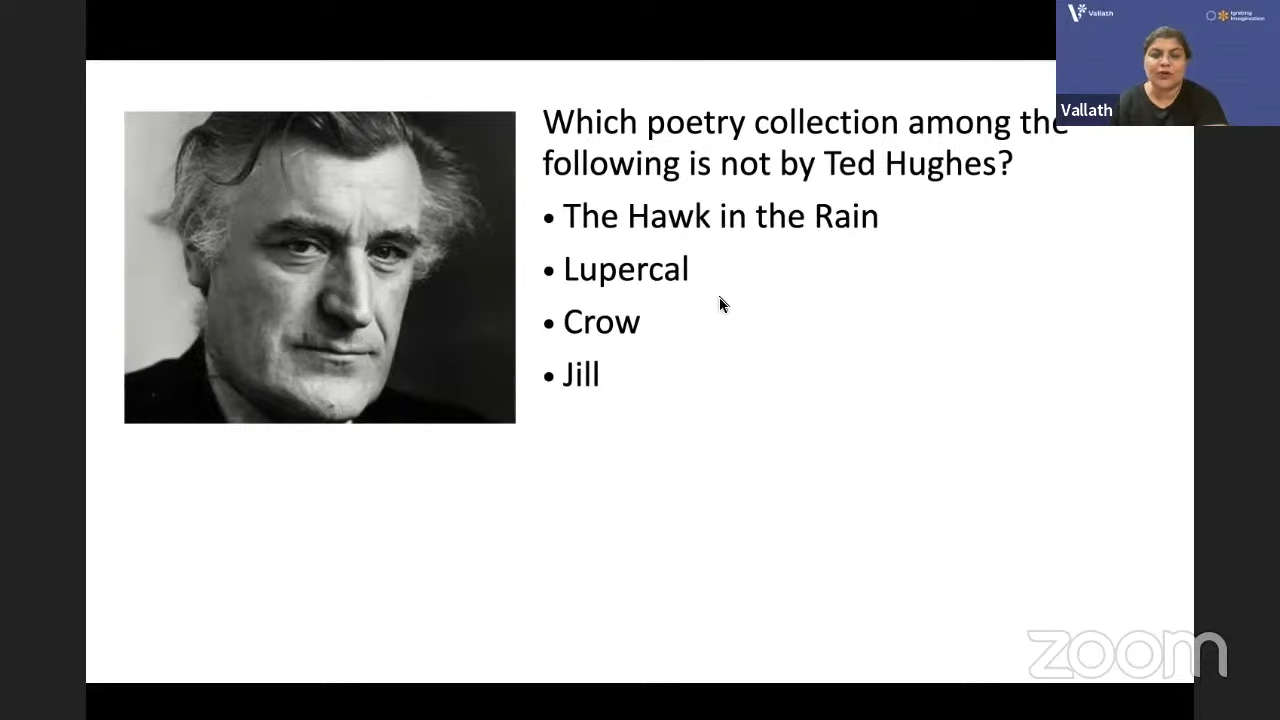 Vallath
Igniting
Imagination
Vallath
Which poetry collection among the
following is not by Ted Hughes?
• The Hawk in the Rain
• Lupercal
• Crow
• Jill
zoom